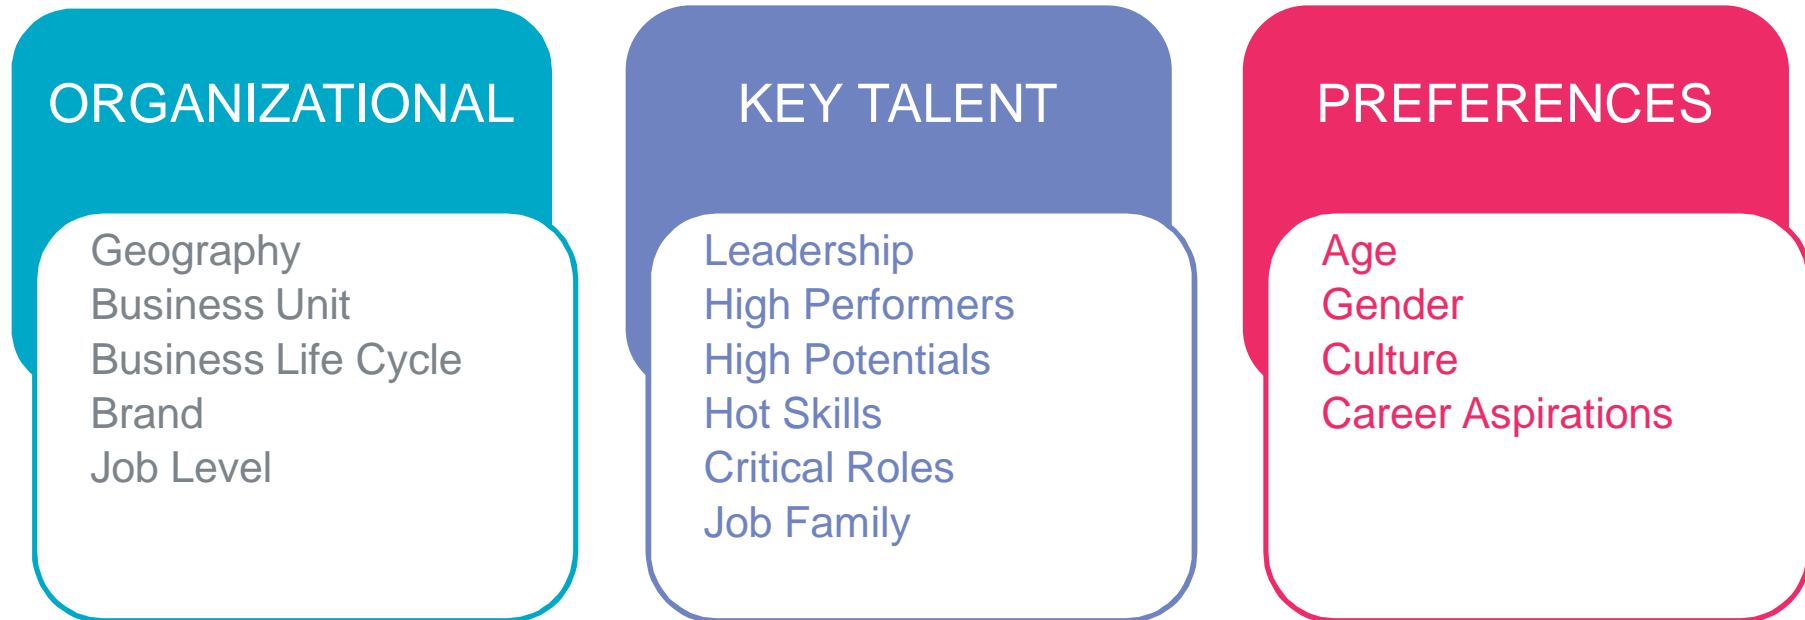 ORGANIZATIONAL
Geography
Business Unit
Business Life Cycle
Brand
Job Level
KEY TALENT
Leadership
High Performers
High Potentials
Hot Skills
Critical Roles
Job Family
PREFERENCES
Age
Gender
Culture
Career Aspirations